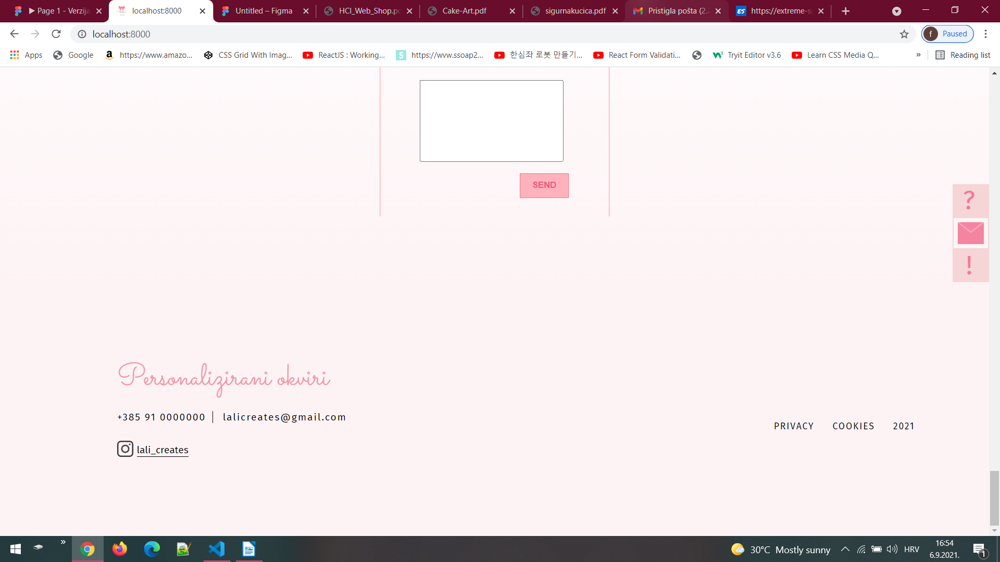 ▶ Page 1 - Verzija
localhost:8000
Untitled – Figma
HCI_Web_Shop.pd
Cake-Art.pdf
sigurnakucica.pdf
Pristigla pošta (2.2
https://extreme-sp
localhost:8000
f Paused
Apps
Google
https://www.amazo...
CSS Grid With Imag...
ReactJS : Working...
https://www.ssoap2...
한심좌 로봇 만들기...
React Form Validati...
Tryit Editor v3.6
Learn CSS Media Q...
»
Reading list
SEND
?
!
Personalizirani okviri
+385 91 0000000 | lalicreates@gmail.com
PRIVACY COOKIES 2021
lali_creates
»
30°C Mostly sunny
HRV
16:54
6.9.2021.
1